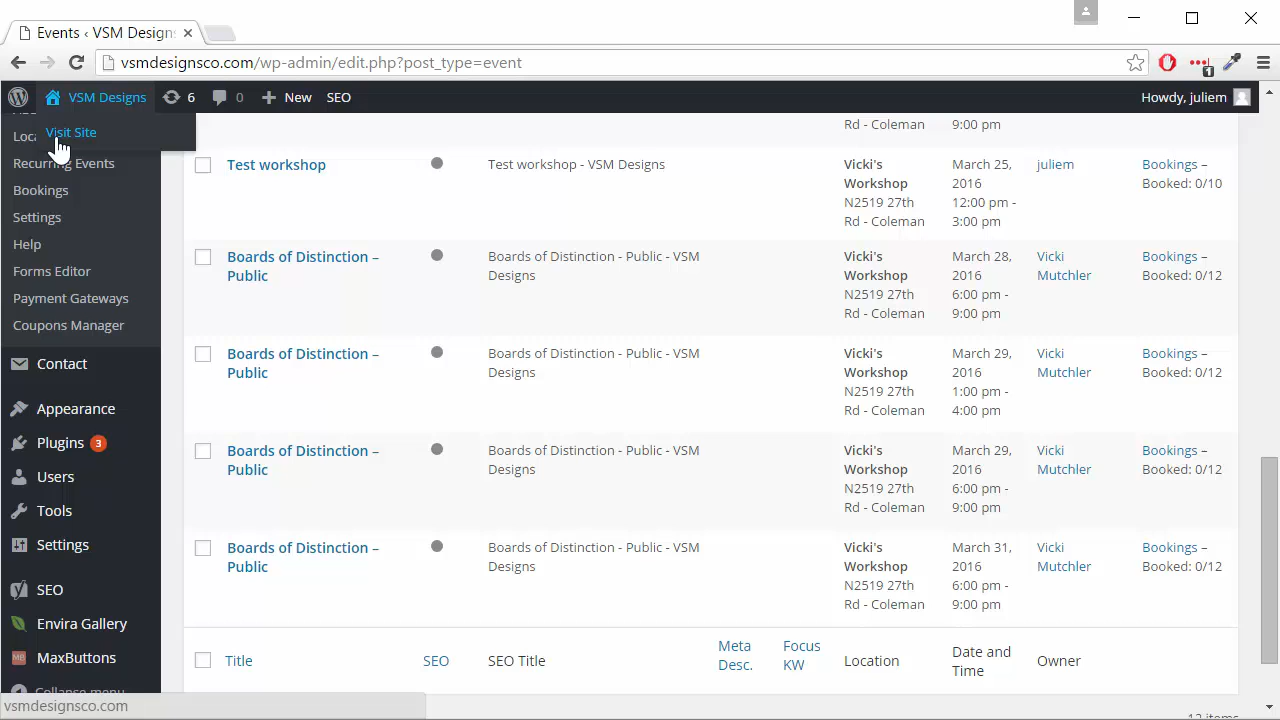 Events ‹ VSM Designs
vsmdesignsco.com/wp-admin/edit.php?post_type=event
1
VSM Designs 6 0 New SEO Howdy, juliem
Visit Site
Loca
Recurring Events
Bookings
Settings
Help
Forms Editor
Payment Gateways
Coupons Manager
Contact
Appearance
Plugins 3
Users
Tools
Settings
SEO
Envira Gallery
MB MaxButtons
Collapse menu
vsmdesignsco.com
Rd - Coleman 9:00 pm
Test workshop Test workshop - VSM Designs Vicki's March 25, juliem Bookings –
Workshop 2016 Booked: 0/10
N2519 27th 12:00 pm -
Rd - Coleman 3:00 pm
Boards of Distinction – Boards of Distinction - Public - VSM Vicki's March 28, Vicki Bookings –
Public Designs Workshop 2016 Mutchler Booked: 0/12
N2519 27th 6:00 pm -
Rd - Coleman 9:00 pm
Boards of Distinction – Boards of Distinction - Public - VSM Vicki's March 29, Vicki Bookings –
Public Designs Workshop 2016 Mutchler Booked: 0/12
N2519 27th 1:00 pm -
Rd - Coleman 4:00 pm
Boards of Distinction – Boards of Distinction - Public - VSM Vicki's March 29, Vicki Bookings –
Public Designs Workshop 2016 Mutchler Booked: 0/12
N2519 27th 6:00 pm -
Rd - Coleman 9:00 pm
Boards of Distinction – Boards of Distinction - Public - VSM Vicki's March 31, Vicki Bookings –
Public Designs Workshop 2016 Mutchler Booked: 0/12
N2519 27th 6:00 pm -
Rd - Coleman 9:00 pm
Title SEO SEO Title Meta Desc. Focus KW Location Date and Time Owner
12 items